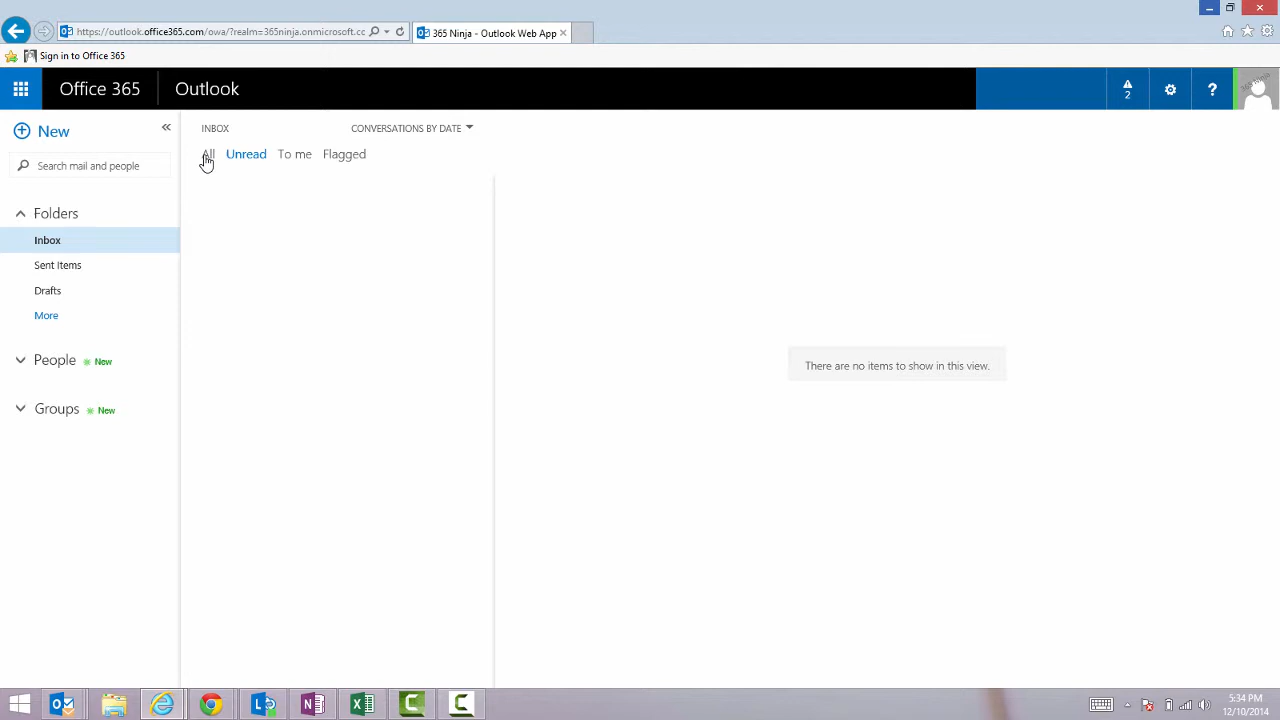 https://outlook.office365.com/owa/?realm=365ninja.onmicrosoft.cc
365 Ninja - Outlook Web App
Sign in to Office 365
Office 365
Outlook
2
?
New
INBOX
CONVERSATIONS BY DATE
All
Unread
To me
Flagged
Search mail and people
Folders
Inbox
Sent Items
Drafts
More
People
New
Groups
New
There are no items to show in this view.
5:34 PM
12/10/2014